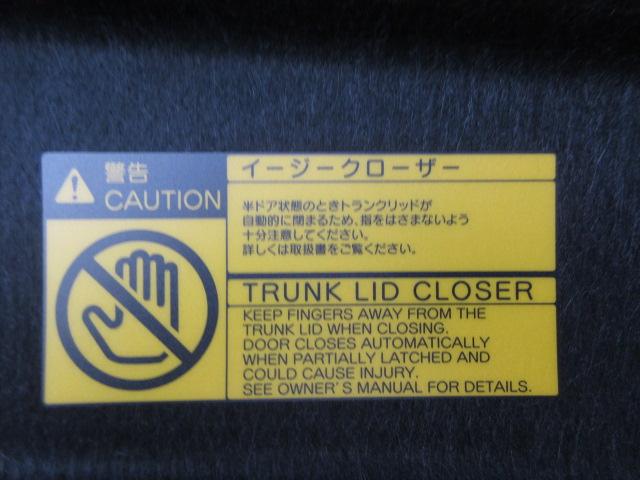 警告
CAUTION
イージークローザー
半ドア状態のときトランクリッドが
自動的に閉まるため、指をはさまないよう
十分注意してください。
詳しくは取扱書をご覧ください。
TRUNK LID CLOSER
KEEP FINGERS AWAY FROM THE
TRUNK LID WHEN CLOSING.
DOOR CLOSES AUTOMATICALLY
WHEN PARTIALLY LATCHED AND
COULD CAUSE INJURY.
SEE OWNER'S MANUAL FOR DETAILS.